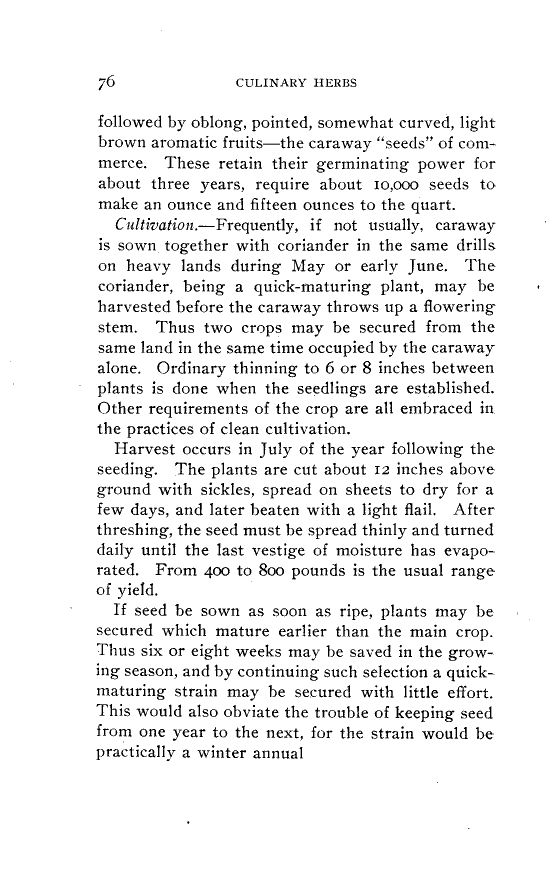 76 CULINARY HERBS
followed by oblong, pointed, somewhat curved, light
brown aromatic fruits—the caraway "seeds" of com-
merce. These retain their germinating power for
about three years, require about 10,000 seeds to
make an ounce and fifteen ounces to the quart.
Cultivation.—Frequently, if not usually, caraway
is sown together with coriander in the same drills
on heavy lands during May or early June. The
coriander, being a quick-maturing plant, may be
harvested before the caraway throws up a flowering
stem. Thus two crops may be secured from the
same land in the same time occupied by the caraway
alone. Ordinary thinning to 6 or 8 inches between
plants is done when the seedlings are established.
Other requirements of the crop are all embraced in
the practices of clean cultivation.
Harvest occurs in July of the year following the
seeding. The plants are cut about 12 inches above
ground with sickles, spread on sheets to dry for a
few days, and later beaten with a light flail. After
threshing, the seed must be spread thinly and turned
daily until the last vestige of moisture has evapo-
rated. From 400 to 800 pounds is the usual range
of yield.
If seed be sown as soon as ripe, plants may be
secured which mature earlier than the main crop.
Thus six or eight weeks may be saved in the grow-
ing season, and by continuing such selection a quick-
maturing strain may be secured with little effort.
This would also obviate the trouble of keeping seed
from one year to the next, for the strain would be
practically a winter annual